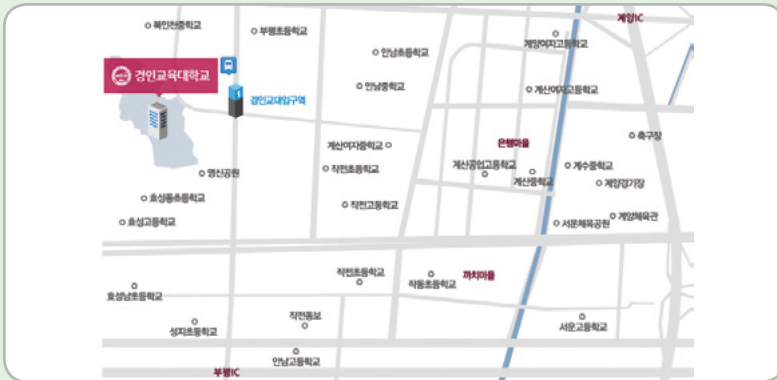 계양IC
북인천중학교
부평초등학교
계양여자고등학교
안남초등학교
경인교육대학교
안남중학교
계산여자고등학교
1
경인교대입구역
축구장
은행마을
계산여자중학교
계산공업고등학교
계수중학교
직전초등학교
영신공원
계산중학교
계양경기장
효성동초등학교
직전고등학교
계양체육관
효성고등학교
서운체육공원
직전초등학교
작동초등학교
까치마을
효성남초등학교
성지초등학교
직전동보
서운고등학교
안남고등학교
부평IC